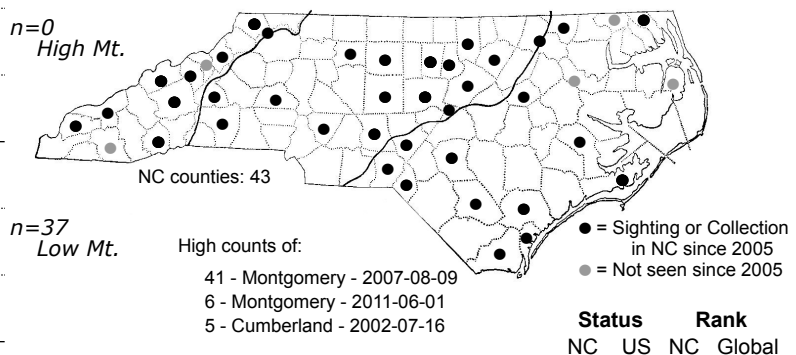 n=0
High Mt.
NC counties: 43
n=37
Low Mt.
High counts of:
41 - Montgomery - 2007-08-09
6 - Montgomery - 2011-06-01
5 - Cumberland - 2002-07-16
● = Sighting or Collection
in NC since 2005
● = Not seen since 2005
Status Rank
NC US NC Global